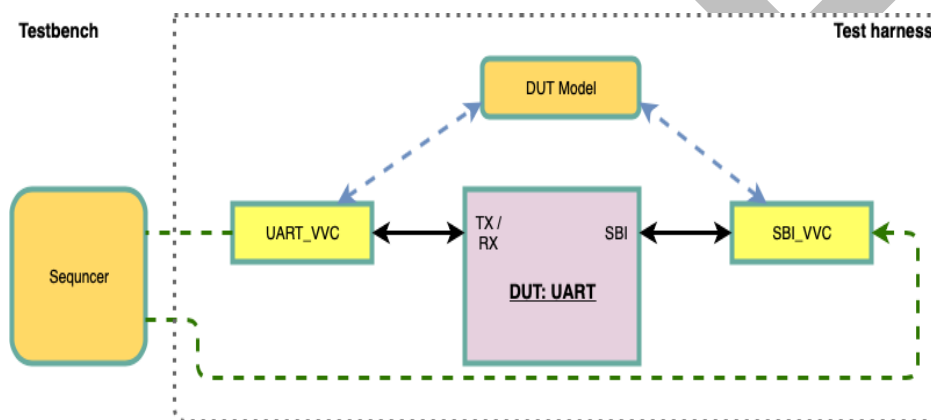 Testbench
Test harness
DUT Model
UART_VVC
TX /
RX
SBI
SBI_VVC
Sequncer
DUT: UART